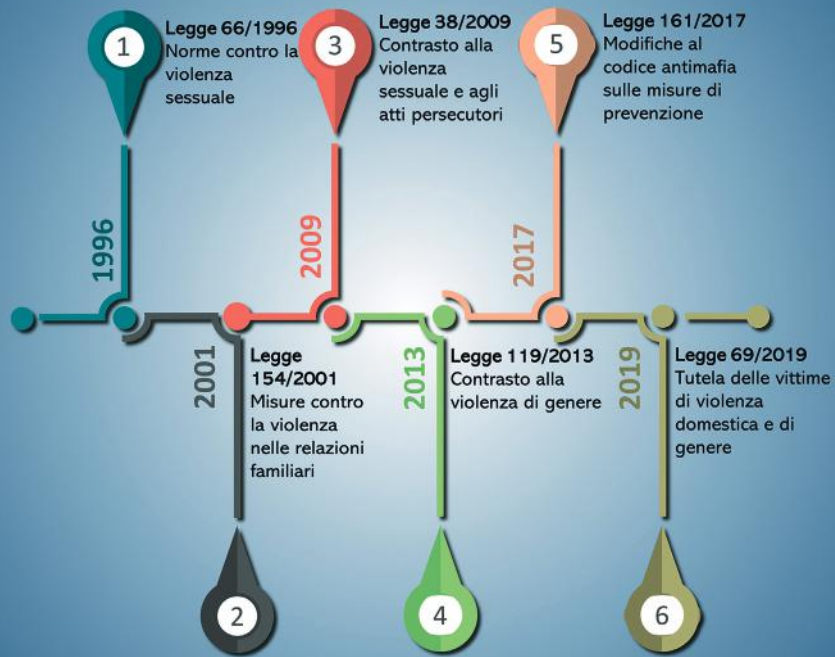 1
Legge 66/1996
Norme contro la
violenza
sessuale
1996
2001
Legge
154/2001
Misure contro
la violenza
nelle relazioni
familiari
2
3
Legge 38/2009
Contrasto alla
violenza
sessuale e agli
atti persecutori
2009
2013
Legge 119/2013
Contrasto alla
violenza di genere
4
5
Legge 161/2017
Modifiche al
codice antimafia
sulle misure di
prevenzione
2017
2019
Legge 69/2019
Tutela delle vittime
di violenza
domestica e di
genere
6